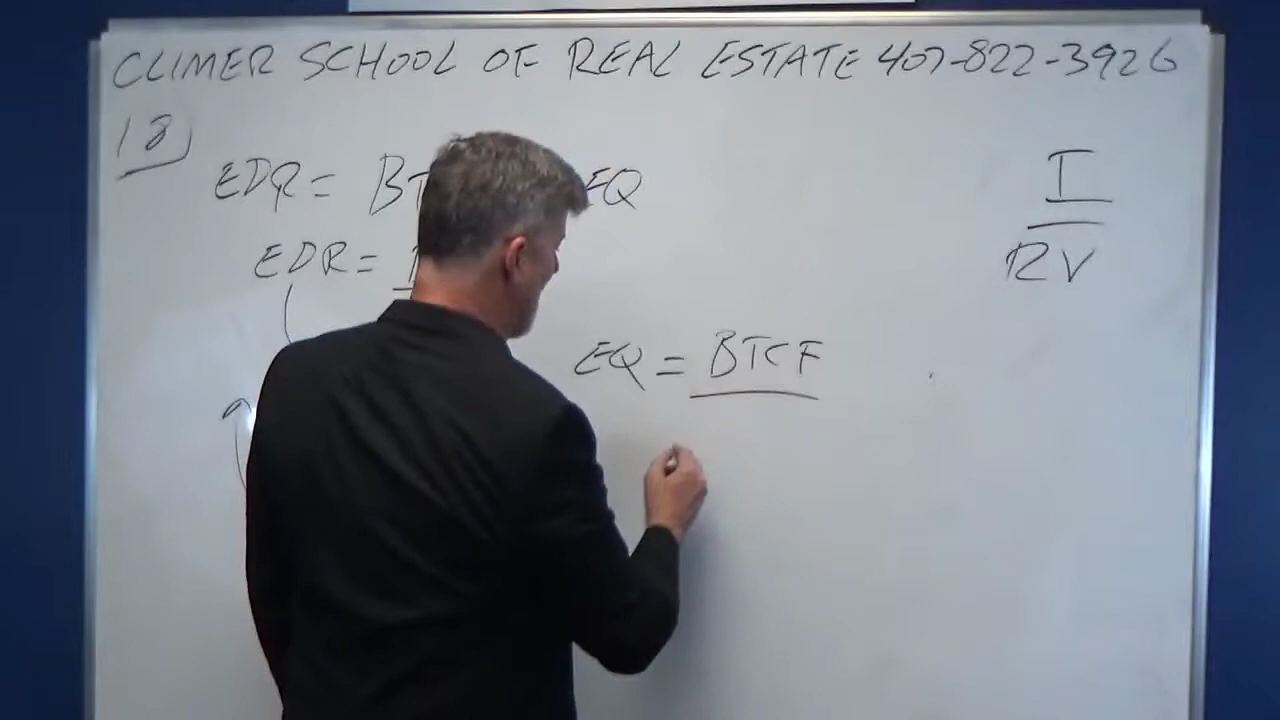 CLIMER SCHOOL OF REAL ESTATE 407-822-3926
18
EDR = BT EQ
EDR =
I
RV
EQ = BTCF